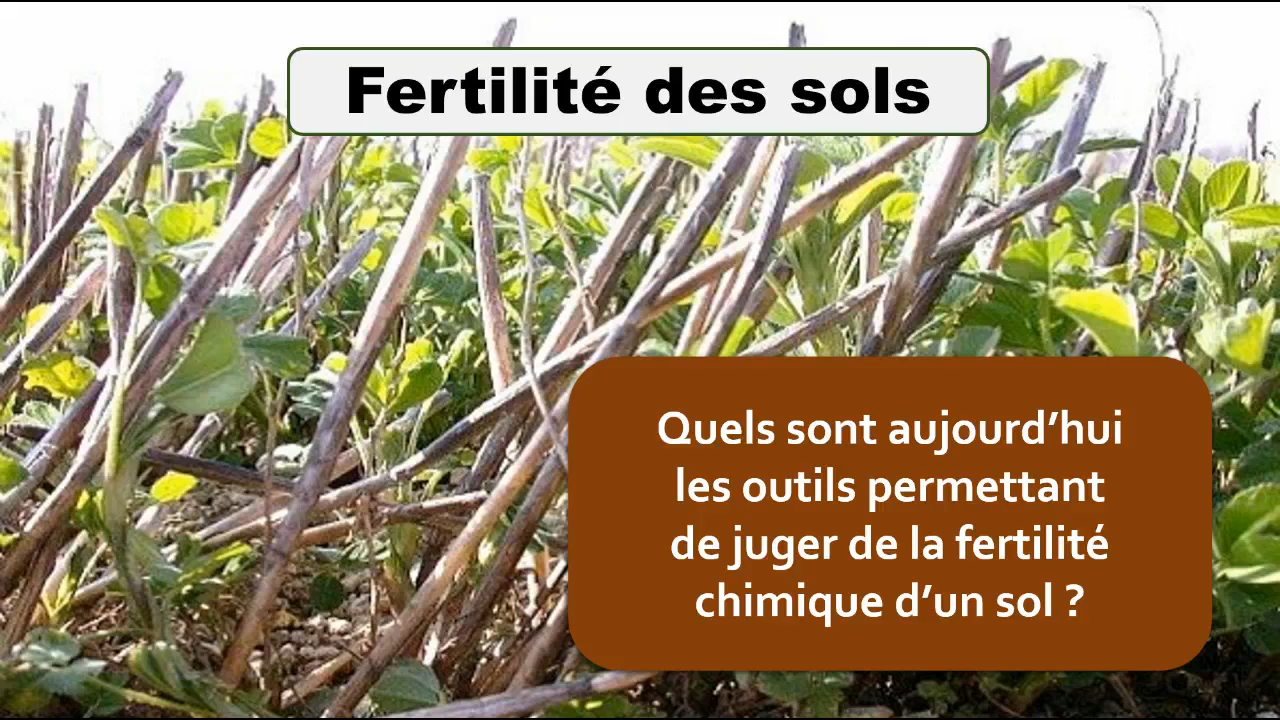 Fertilité des sols
Quels sont aujourd’hui
les outils permettant
de juger de la fertilité
chimique d’un sol ?